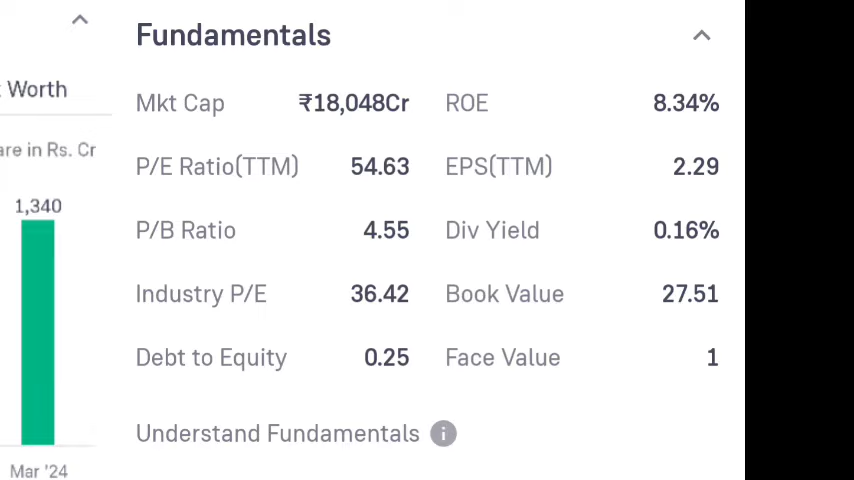 Fundamentals
Worth
Mkt Cap ₹18,048Cr ROE 8.34%
are in Rs. Cr
P/E Ratio(TTM) 54.63 EPS(TTM) 2.29
1,340
P/B Ratio 4.55 Div Yield 0.16%
Industry P/E 36.42 Book Value 27.51
Debt to Equity 0.25 Face Value 1
Understand Fundamentals i
Mar '24